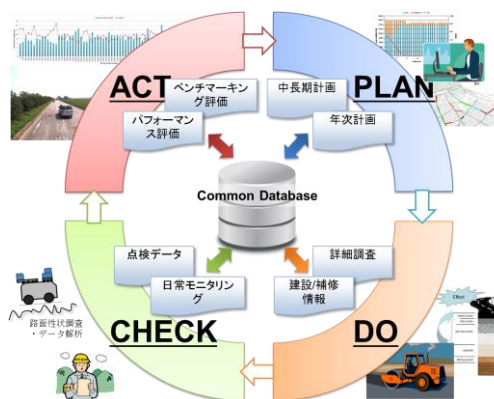 ACT
PLAN
ベンチマーキン
グ評価
パフォーマン
ス評価
中長期計画
年次計画
Common Database
点検データ
日常モニタリン
グ
詳細調査
建設/補修
情報
路面性状調査
・データ解析
CHECK
DO
Effect